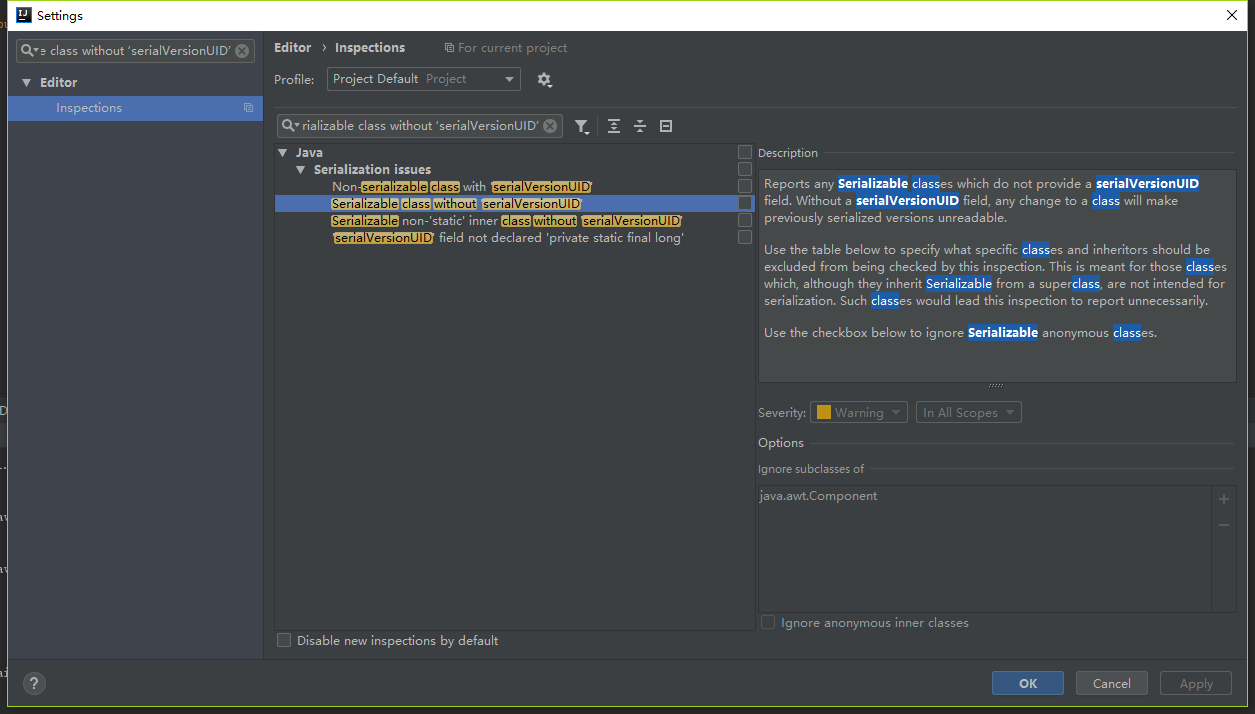 IJ Settings
e class without 'serialVersionUID'
Editor
Inspections
Editor › Inspections For current project
Profile: Project Default Project
rializable class without 'serialVersionUID'
Java
Serialization issues
Non-serializable class with 'serialVersionUID'
Serializable class without 'serialVersionUID'
Serializable non-'static' inner class without 'serialVersionUID'
'serialVersionUID' field not declared 'private static final long'
Disable new inspections by default
Description
Reports any Serializable classes which do not provide a serialVersionUID
field. Without a serialVersionUID field, any change to a class will make
previously serialized versions unreadable.
Use the table below to specify what specific classes and inheritors should be
excluded from being checked by this inspection. This is meant for those classes
which, although they inherit Serializable from a superclass, are not intended for
serialization. Such classes would lead this inspection to report unnecessarily.
Use the checkbox below to ignore Serializable anonymous classes.
Severity: Warning In All Scopes
Options
Ignore subclasses of
java.awt.Component
Ignore anonymous inner classes
?
OK Cancel Apply